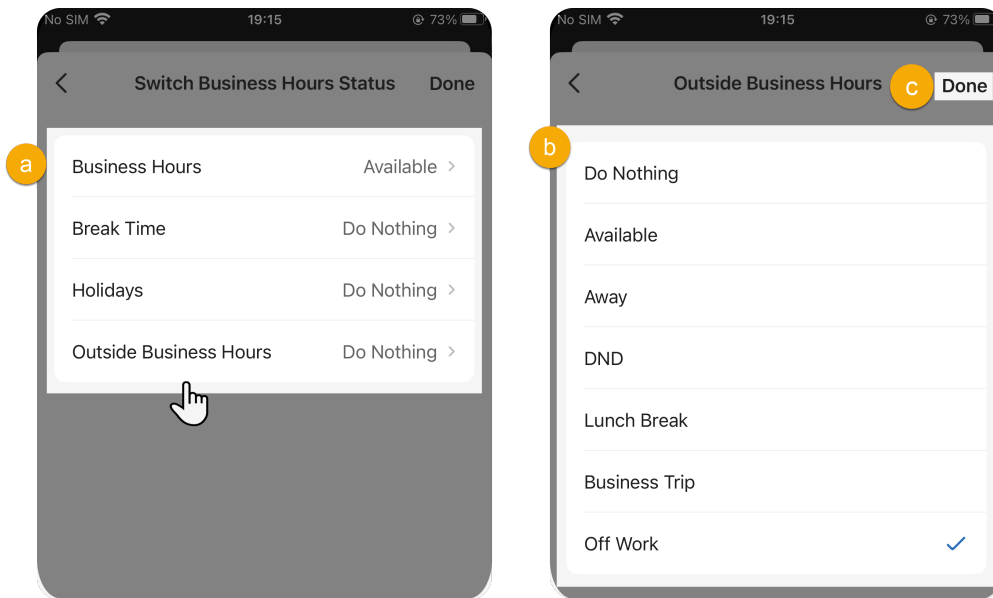 No SIM 19:15 73%
Switch Business Hours Status Done
a
Business Hours Available
Break Time Do Nothing
Holidays Do Nothing
Outside Business Hours Do Nothing
No SIM 19:15 73%
Outside Business Hours c Done
b
Do Nothing
Available
Away
DND
Lunch Break
Business Trip
Off Work